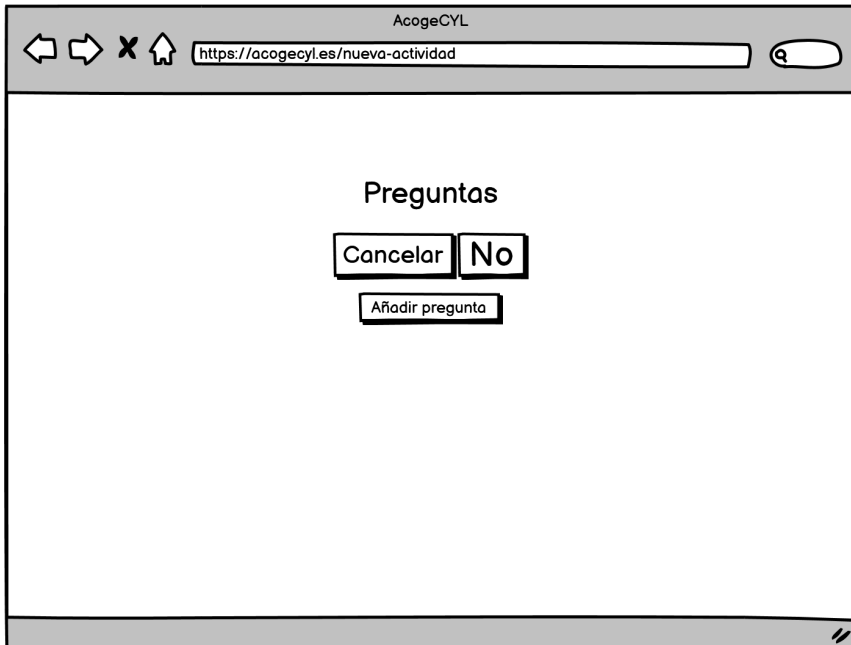 AcogeCYL
https://acogecyl.es/nueva-actividad
Preguntas
Cancelar No
Añadir pregunta